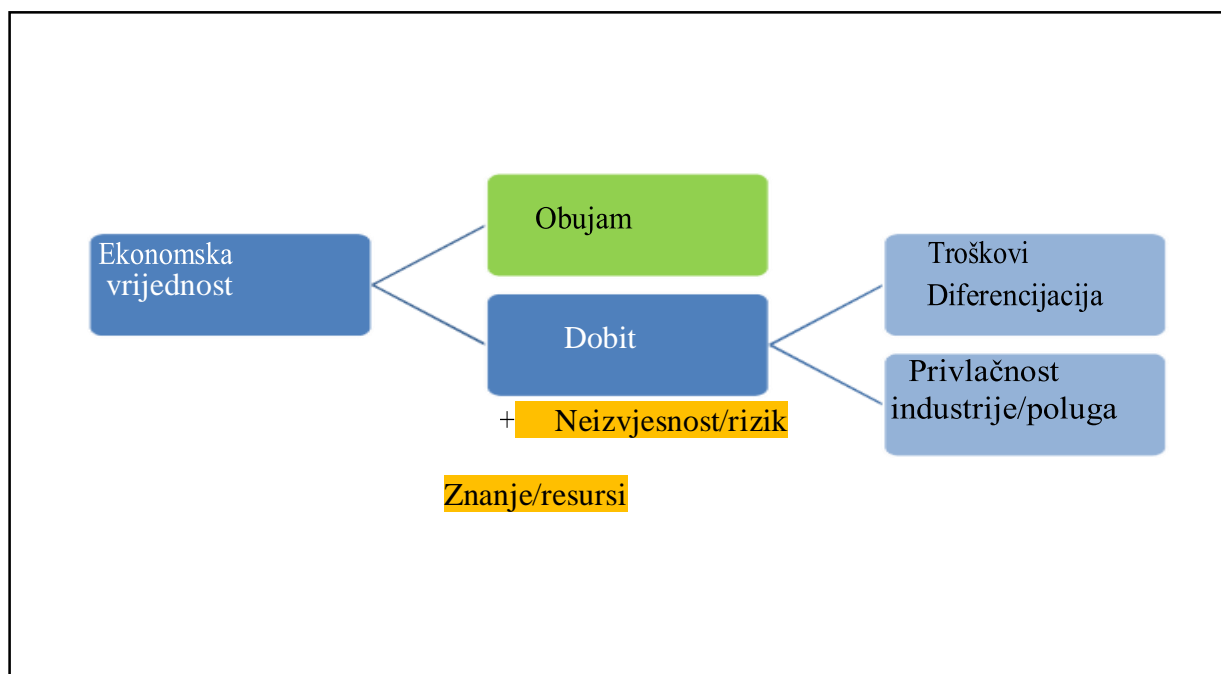 Ekonomska
vrijednost
Obujam
Dobit
+ Neizvjesnost/rizik
Znanje/resursi
Troškovi
Diferencijacija
Privlačnost
industrije/poluga